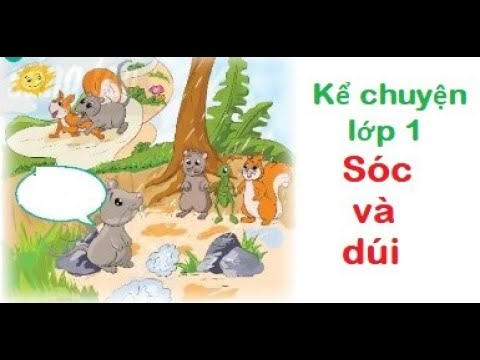 Kể chuyện
lớp 1
Sóc
và
dúi